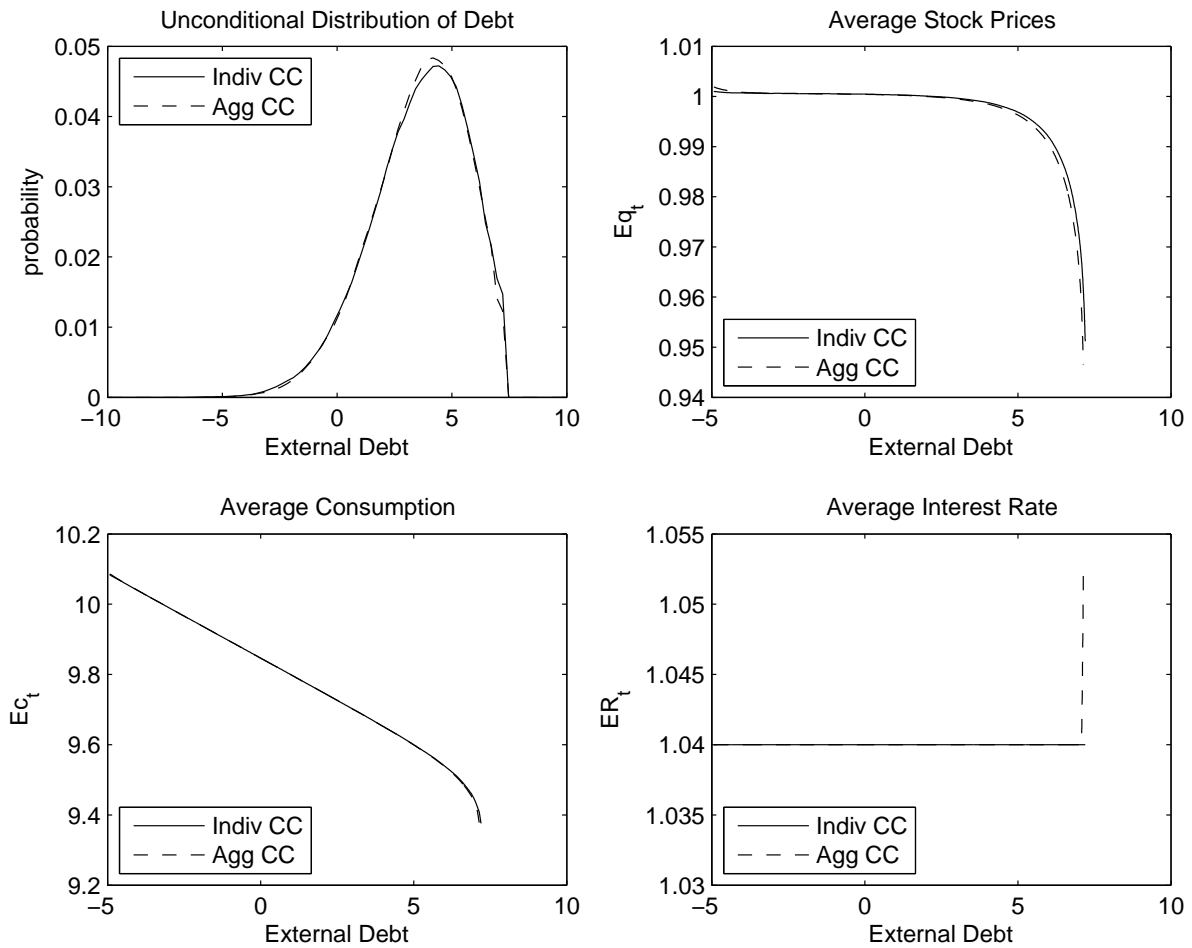 Unconditional Distribution of Debt
0.05
0.04
0.03
0.02
0.01
0
probability
Indiv CC
Agg CC
−10
−5
0
5
10
External Debt
Average Stock Prices
1.01
1
0.99
0.98
0.97
0.96
0.95
0.94
Eqt
Indiv CC
Agg CC
−5
0
5
10
External Debt
Average Consumption
10.2
10
9.8
9.6
9.4
9.2
Ect
Indiv CC
Agg CC
−5
0
5
10
External Debt
Average Interest Rate
1.055
1.05
1.045
1.04
1.035
1.03
ERt
Indiv CC
Agg CC
−5
0
5
10
External Debt